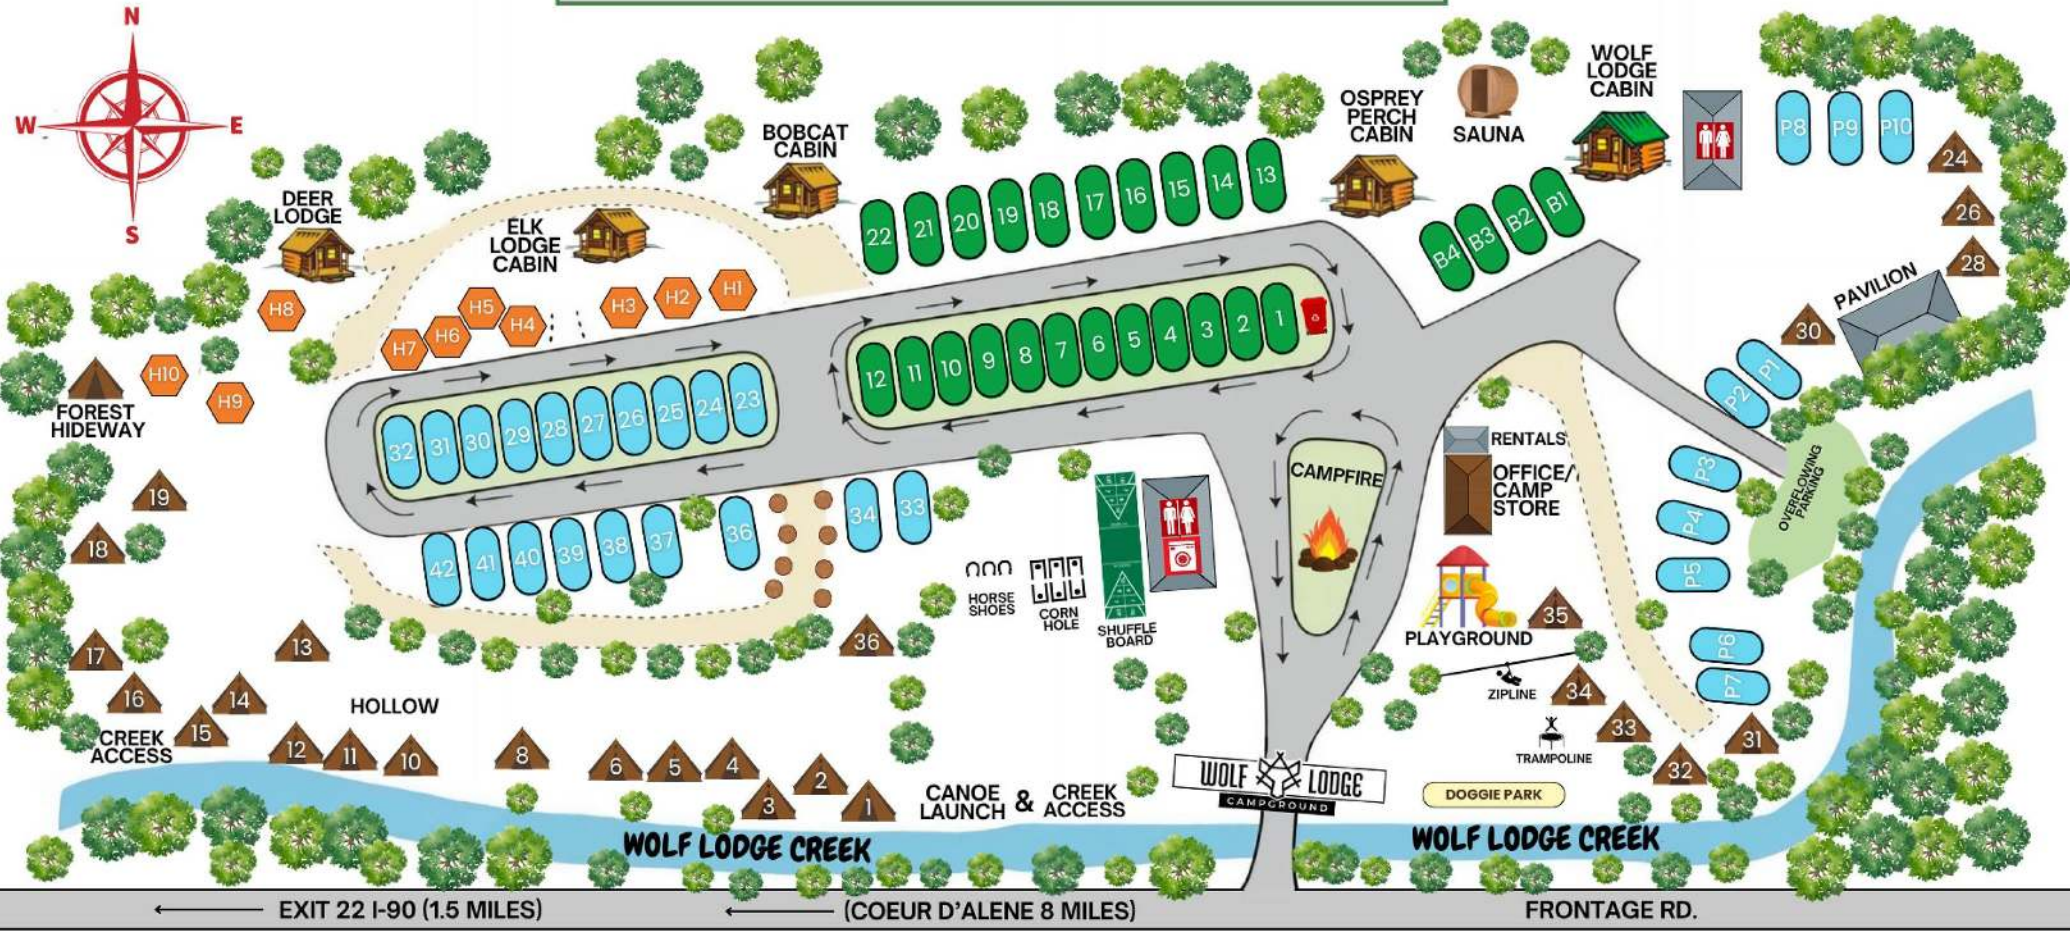 N
W
E
S
DEER
LODGE
ELK
LODGE
CABIN
BOBCAT
CABIN
OSPREY
PERCH
CABIN
SAUNA
WOLF
LODGE
CABIN
P8
P9
P10
24
26
28
PAVILION
30
22
21
20
19
18
17
16
15
14
13
B4
B3
B2
B1
H8
H7
H6
H5
H4
H3
H2
H1
H10
H9
FOREST
HIDEWAY
12
11
10
9
8
7
6
5
4
3
2
1
32
31
30
29
28
27
26
25
24
23
P1
P2
P3
P4
P5
P6
P7
OVERFLOWING
PARKING
RENTALS
OFFICE/
CAMP
STORE
CAMPFIRE
42
41
40
39
38
37
36
34
33
HORSE
SHOES
CORN
HOLE
SHUFFLE
BOARD
PLAYGROUND
35
ZIPLINE
34
33
TRAMPOLINE
32
31
DOGGIE PARK
19
18
17
16
15
14
13
36
HOLLOW
CREEK
ACCESS
12
11
10
8
6
5
4
3
2
1
CANOE
LAUNCH
&
CREEK
ACCESS
WOLF LODGE
CAMPGROUND
WOLF LODGE CREEK
WOLF LODGE CREEK
EXIT 22 I-90 (1.5 MILES)
(COEUR D'ALENE 8 MILES)
FRONTAGE RD.